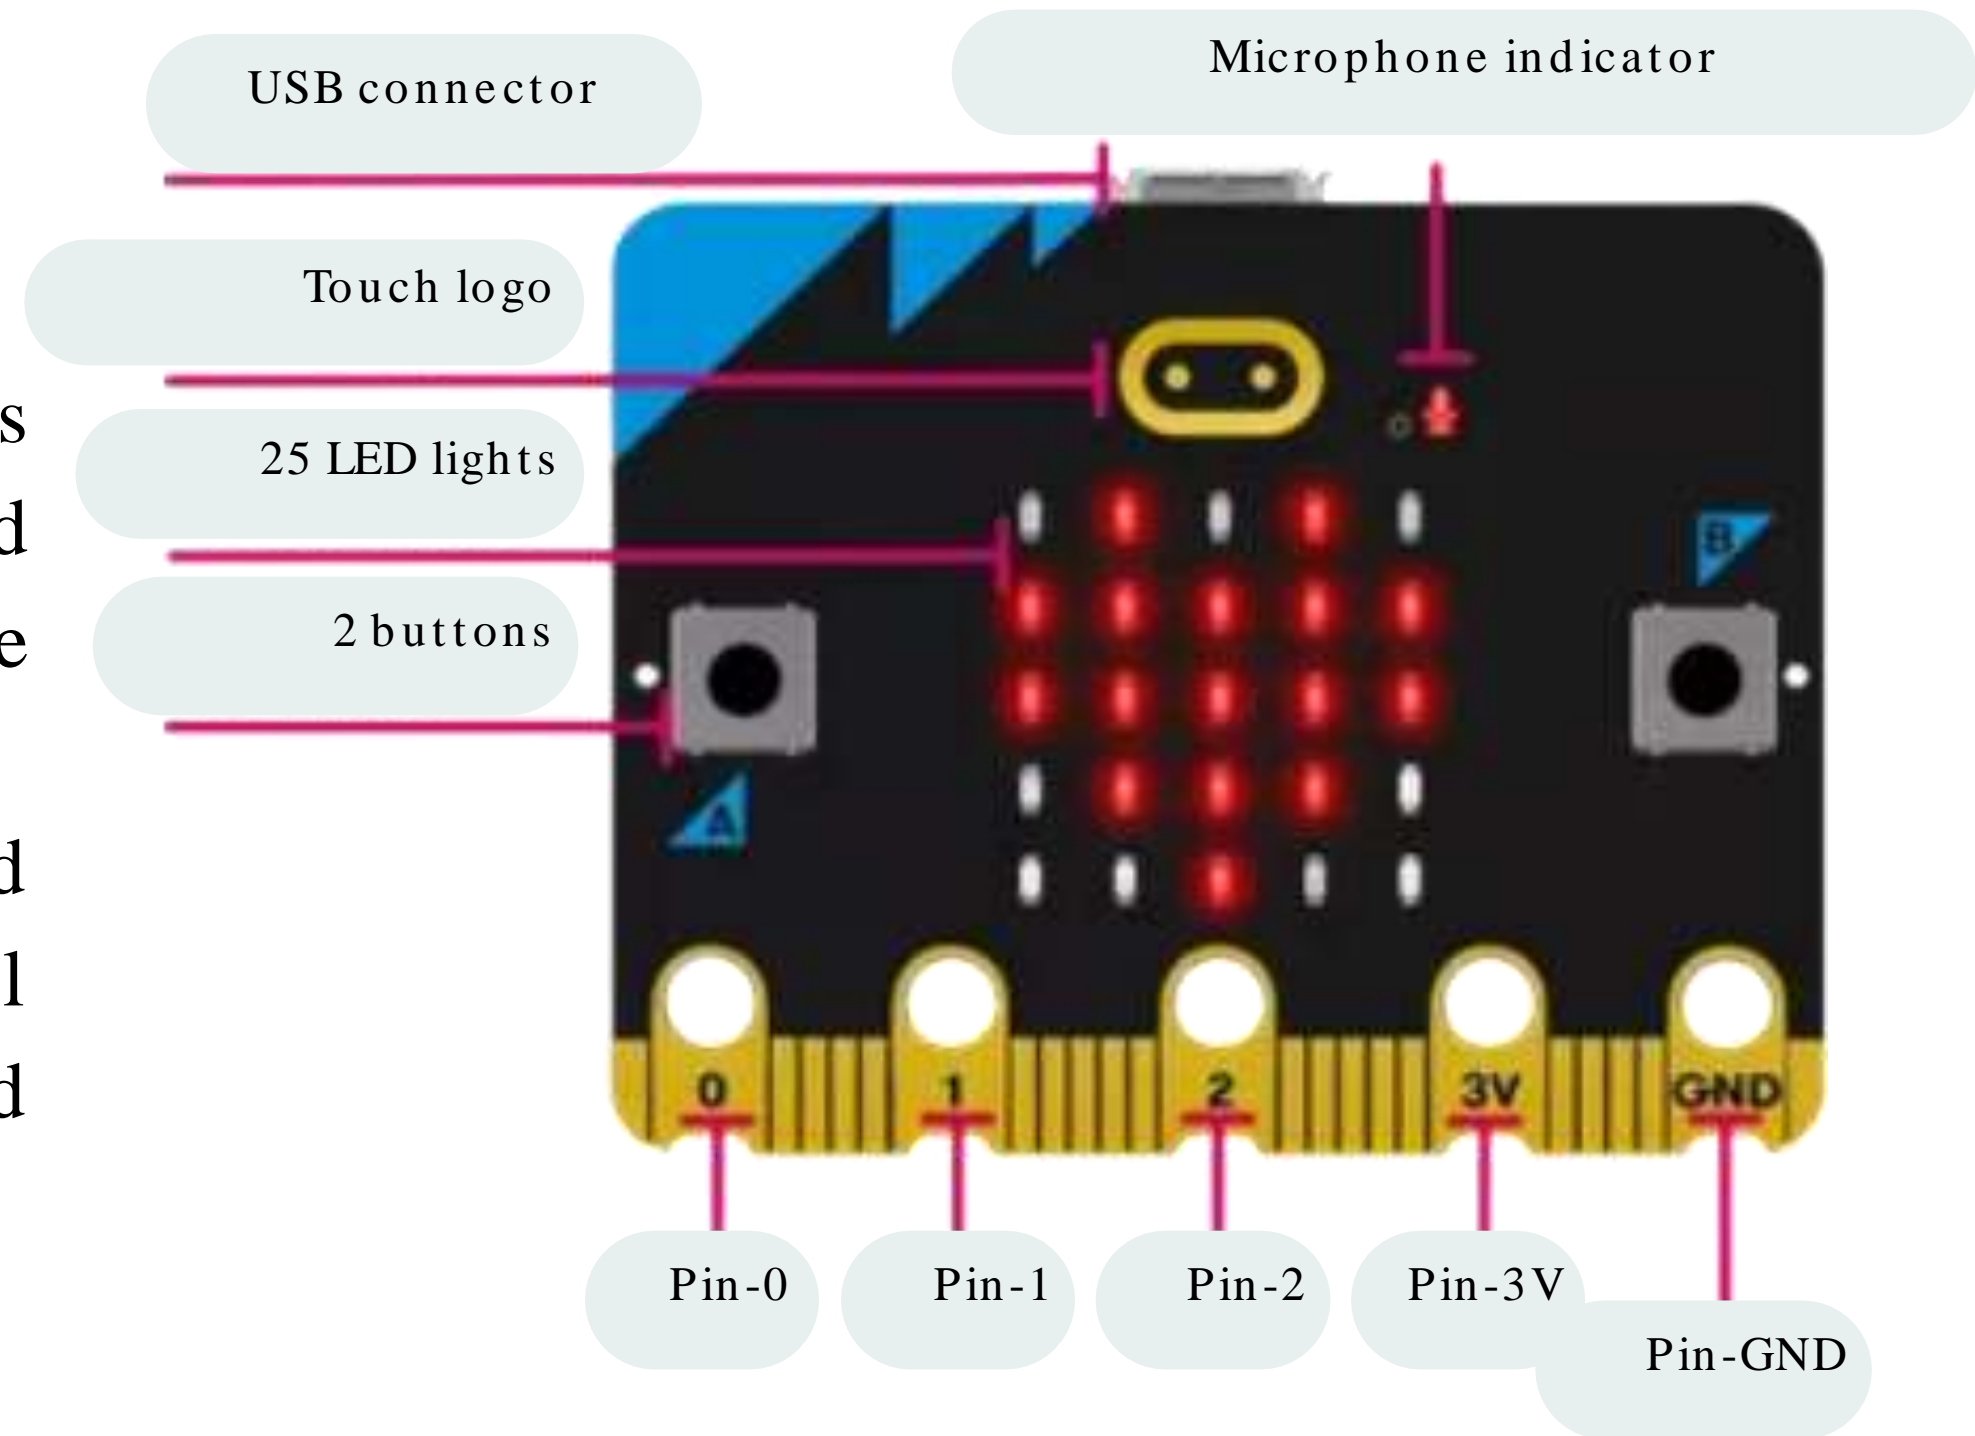 USB connector
Microphone indicator
Touch logo
s
25 LED lights
d
B
2 buttons
e
A
d
l
d
0 1 2 3V GND
Pin-0 Pin-1 Pin-2 Pin-3V
Pin-GND